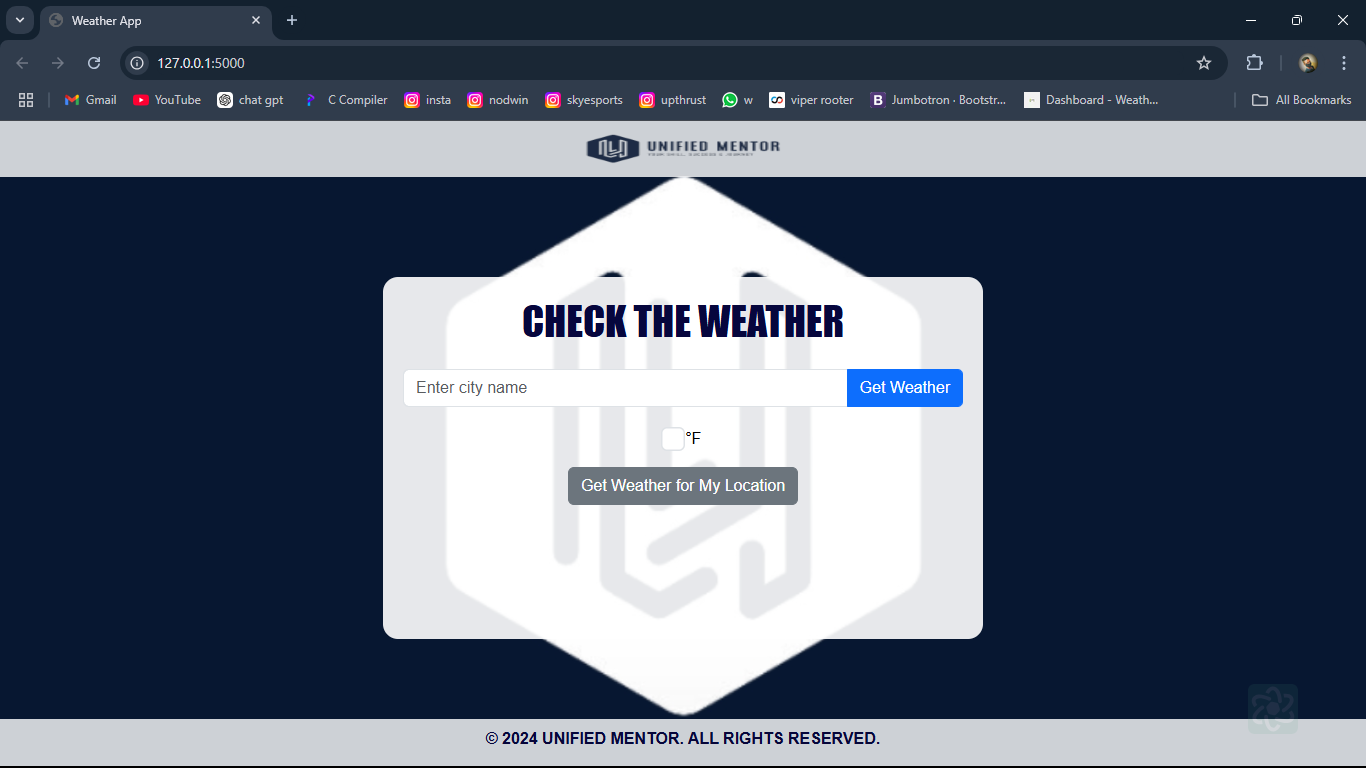 Weather App
127.0.0.1:5000
Gmail
YouTube
chat gpt
C Compiler
insta
nodwin
skyesports
upthrust
w
viper rooter
B
Jumbotron · Bootstr...
Dashboard - Weath...
All Bookmarks
UNIFIED MENTOR
CHECK THE WEATHER
Enter city name
Get Weather
°F
Get Weather for My Location
© 2024 UNIFIED MENTOR. ALL RIGHTS RESERVED.